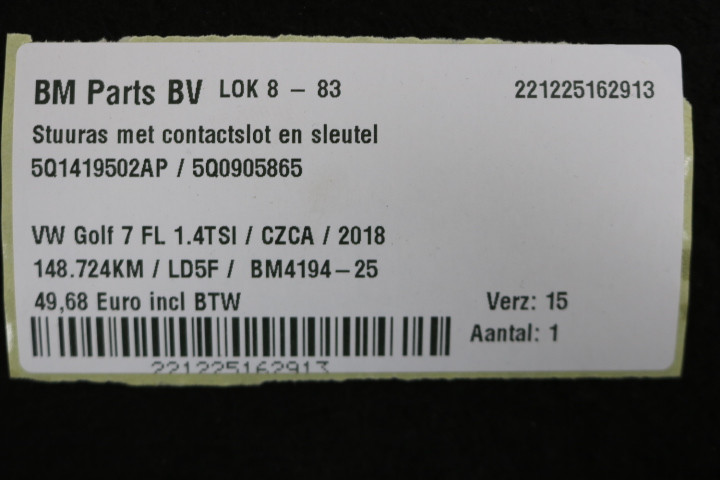 BM Parts BV LOK 8 - 83 221225162913
Stuuras met contactslot en sleutel
5Q1419502AP / 5Q0905865
VW Golf 7 FL 1.4TSI / CZCA / 2018
148.724KM / LD5F / BM4194-25
49,68 Euro incl BTW Verz: 15
Aantal: 1
221225162913